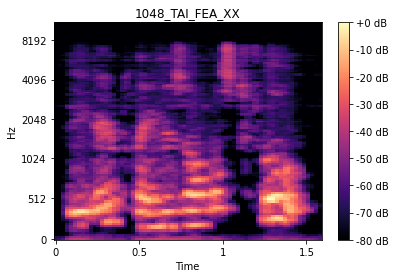 1048_TAI_FEA_XX
8192
4096
2048
1024
512
0
Hz
0
0.5
1
1.5
Time
+0 dB
-10 dB
-20 dB
-30 dB
-40 dB
-50 dB
-60 dB
-70 dB
-80 dB